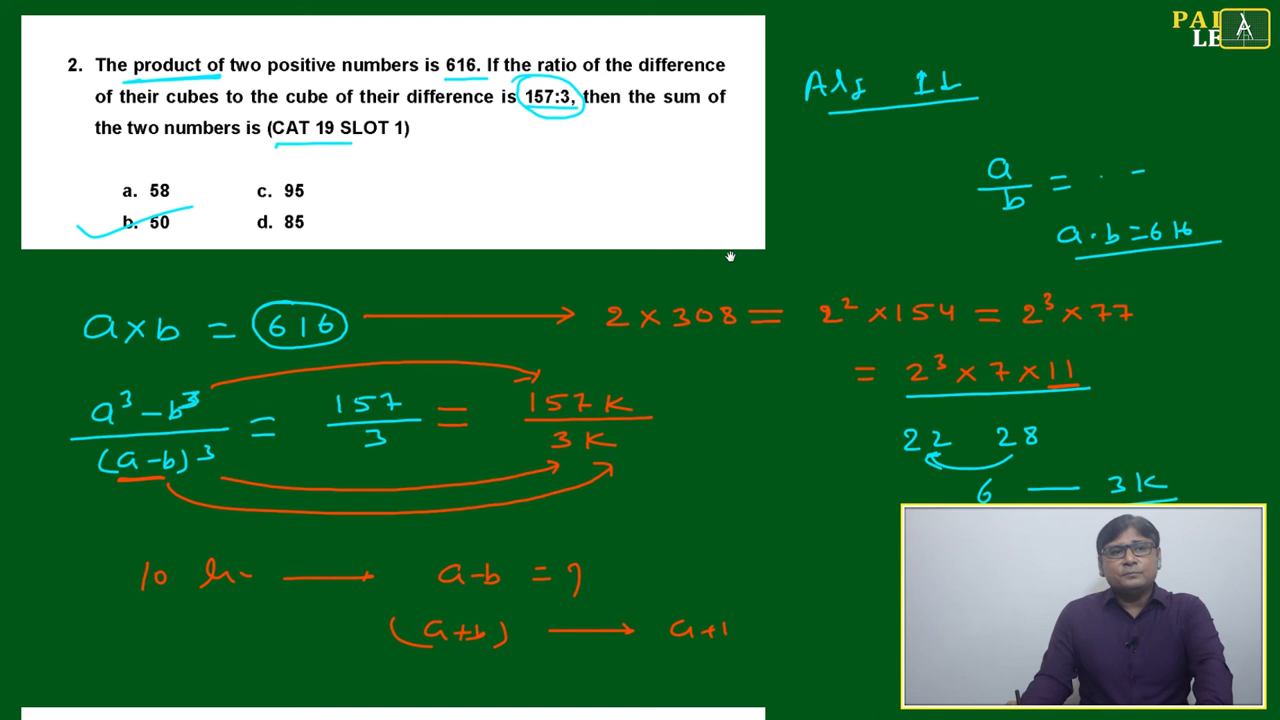 2. The product of two positive numbers is 616. If the ratio of the difference
of their cubes to the cube of their difference is 157:3, then the sum of
the two numbers is (CAT 19 SLOT 1)
a. 58 c. 95
b. 50 d. 85
PAI
LE
a/b = . -
a . b = 616
a x b = 616 → 2 x 308 = 2² x 154 = 2³ x 77
= 2³ x 7 x 11
a³ - b³ / (a-b)³ = 157/3 = 157K/3K
22 28
6 — 3K
10 → a-b = ?
(a+b) → a+